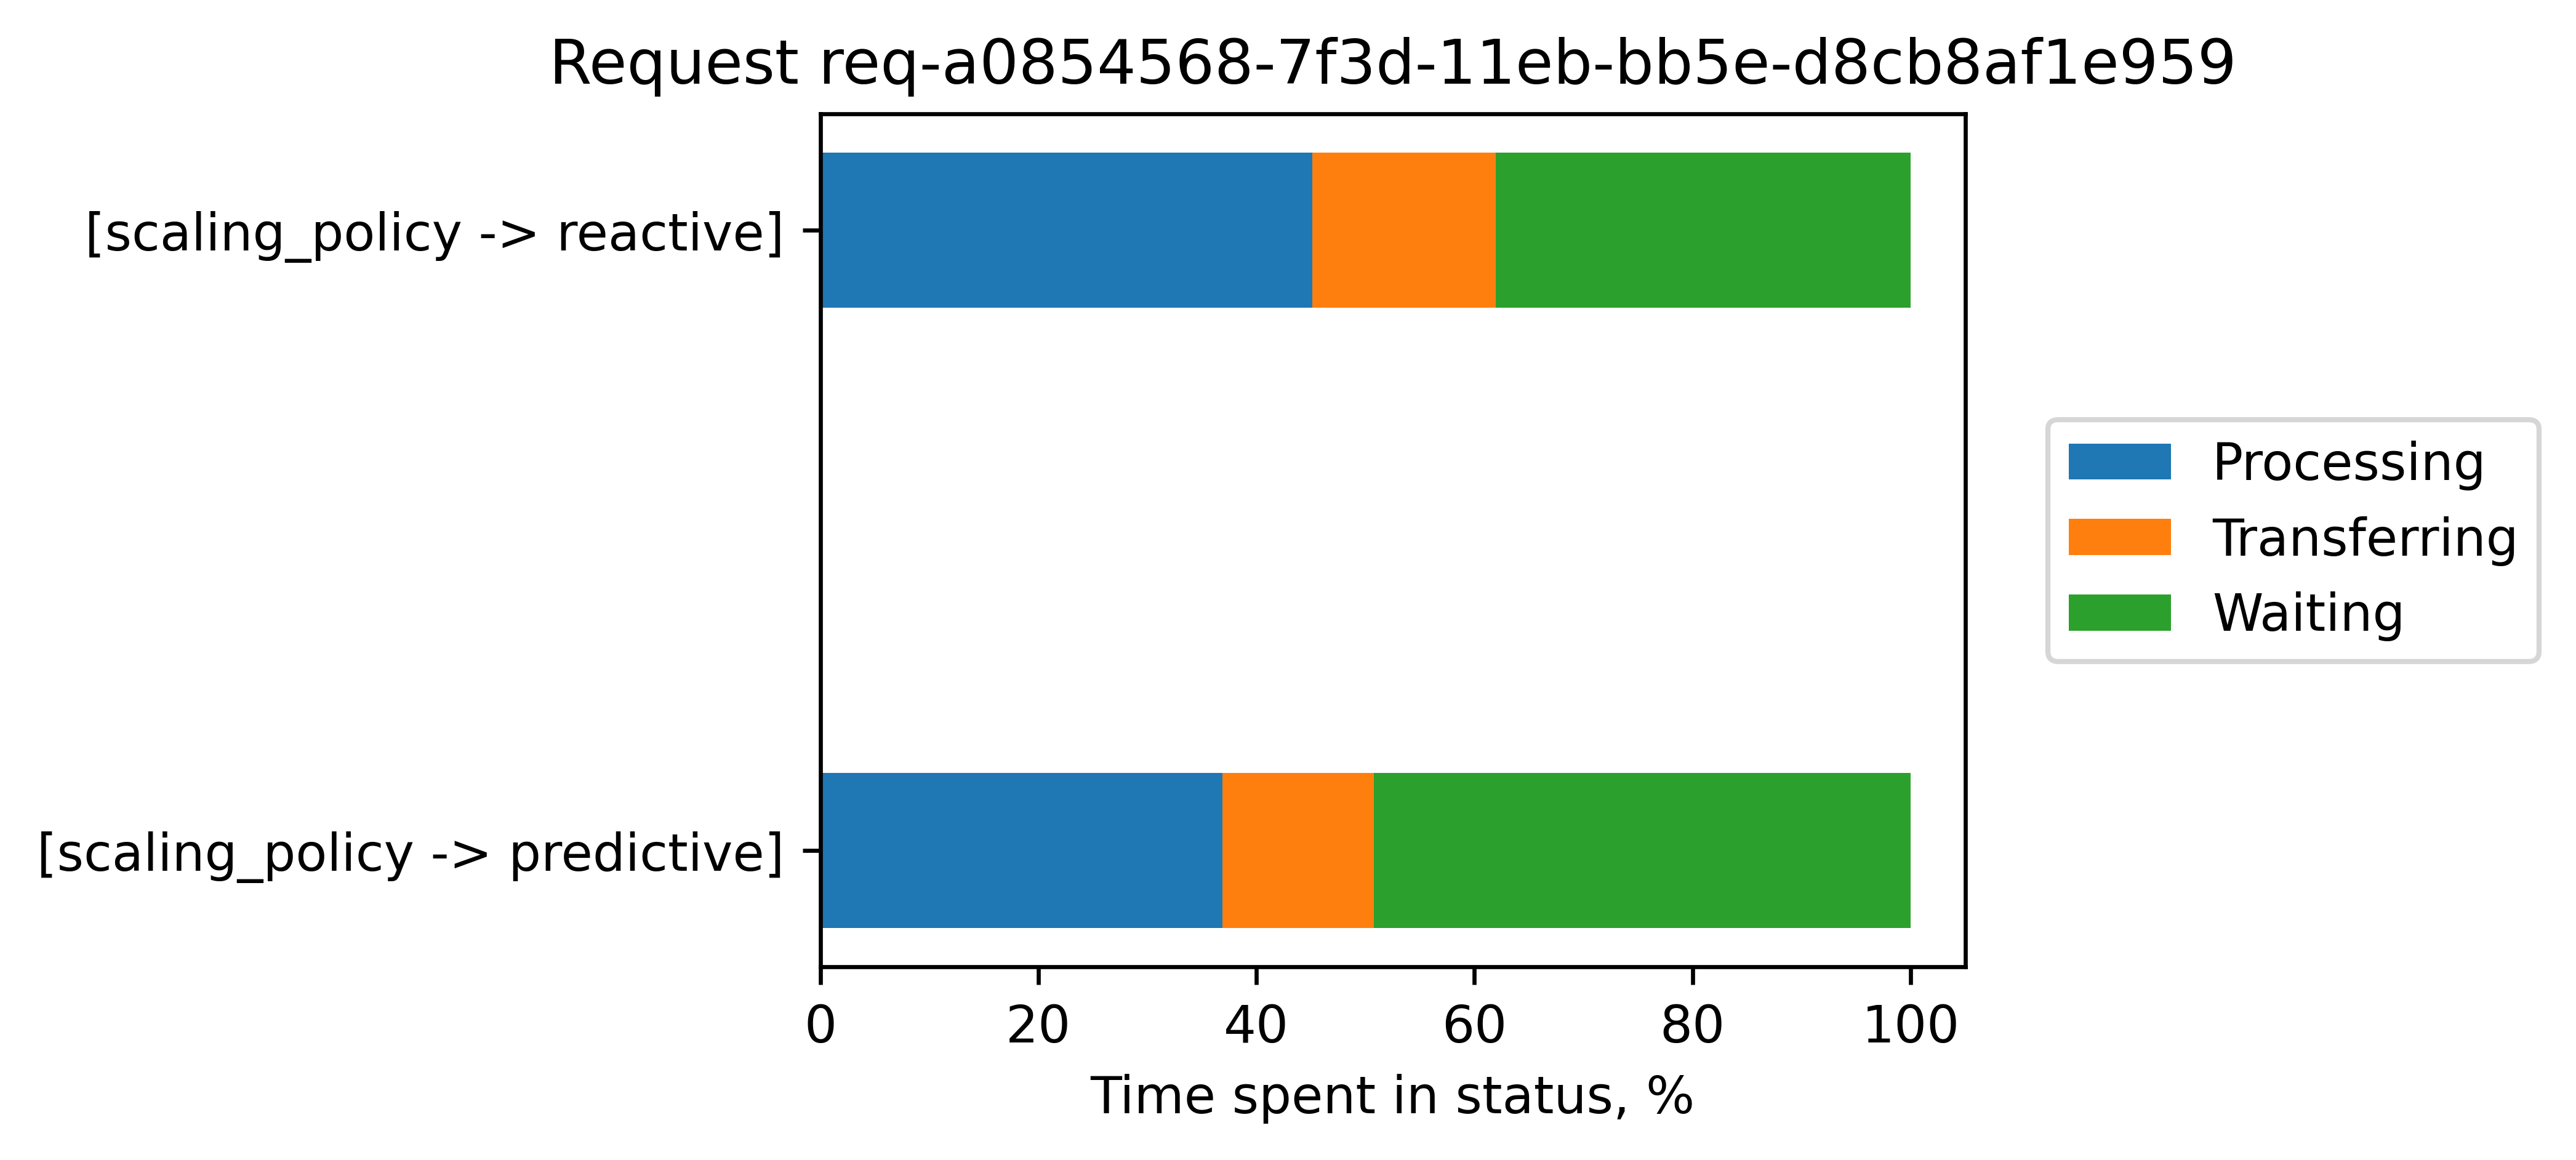 Request req-a0854568-7f3d-11eb-bb5e-d8cb8af1e959
[scaling_policy -> reactive]
[scaling_policy -> predictive]
Processing
Transferring
Waiting
0 20 40 60 80 100
Time spent in status, %